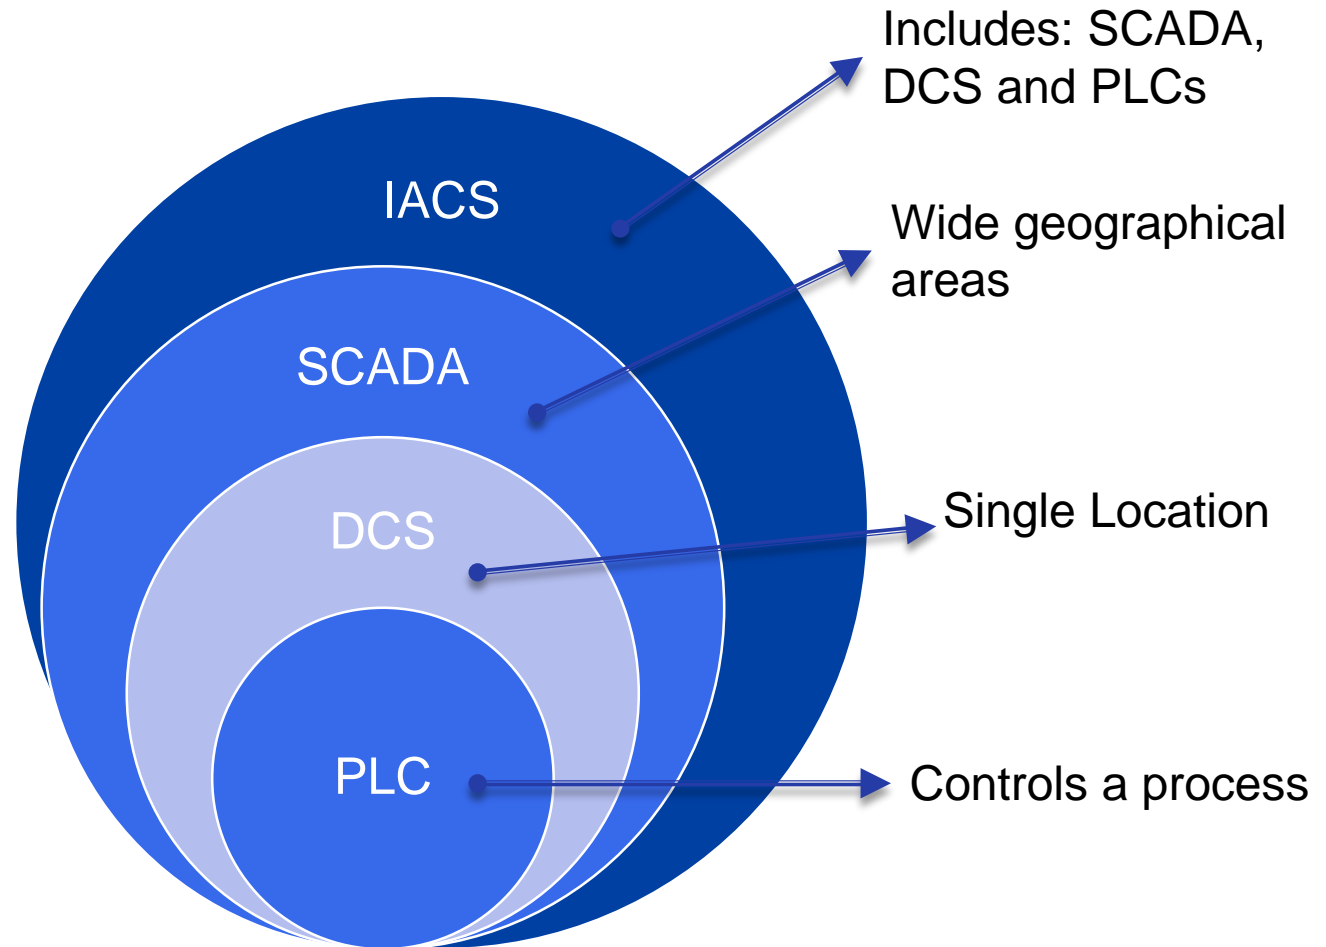 Includes: SCADA,
DCS and PLCs
IACS
Wide geographical
areas
SCADA
Single Location
DCS
PLC
Controls a process